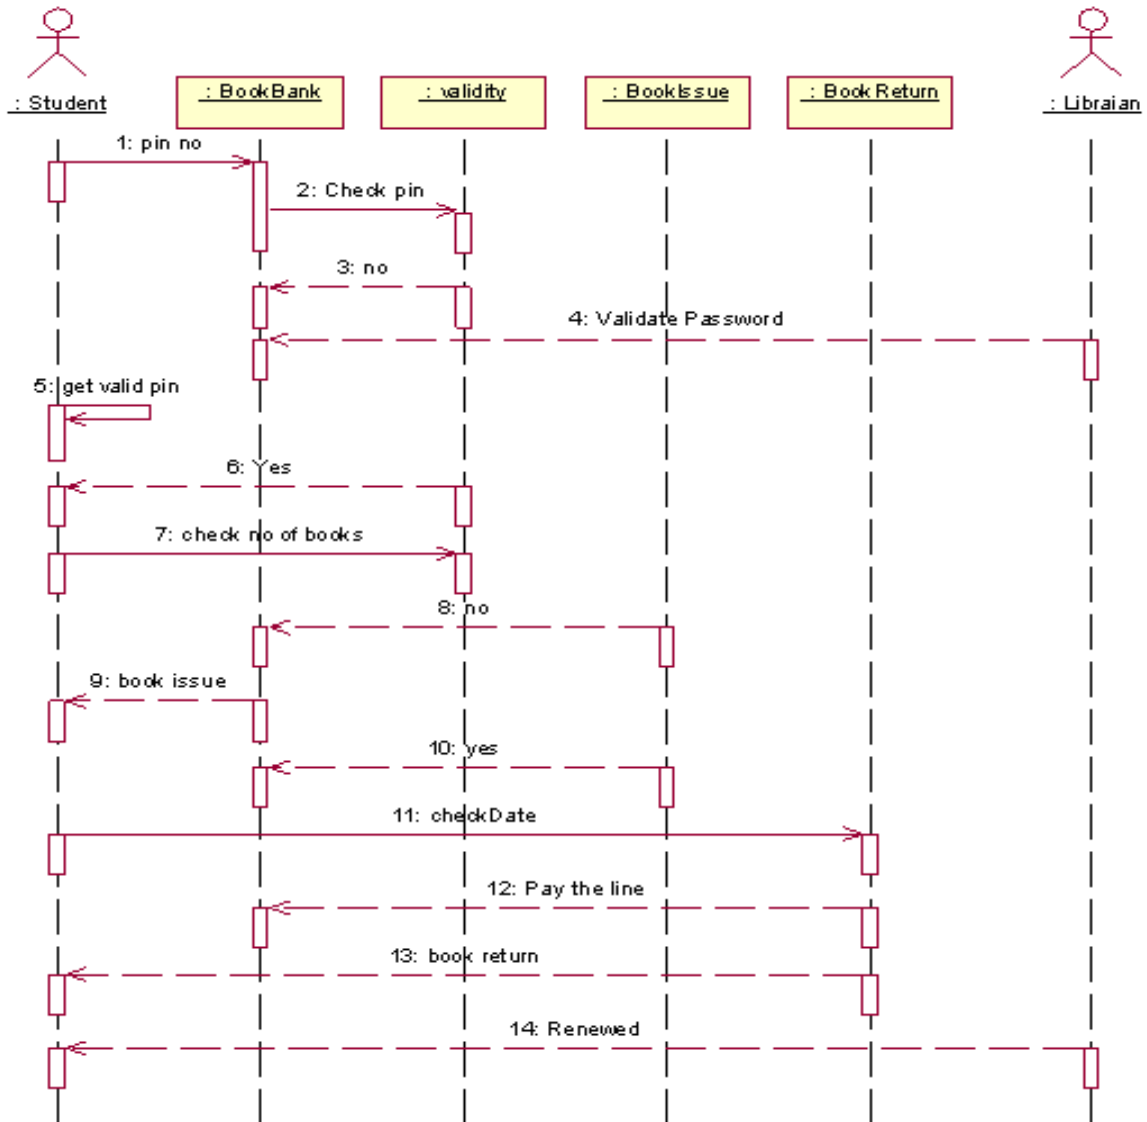 : Student
: BookBank
: validity
: BookIssue
: Book Return
: Libraian
1: pin no
2: Check pin
3: no
4: Validate Password
5: get valid pin
6: Yes
7: check no of books
8: no
9: book issue
10: yes
11: checkDate
12: Pay the line
13: book return
14: Renewed